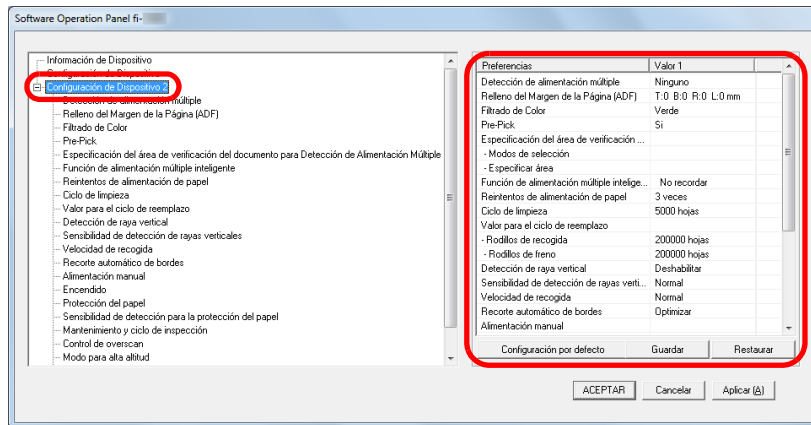 Software Operation Panel fi-
Información de Dispositivo
Configuración de Dispositivo
Configuración de Dispositivo 2
Detección de alimentación múltiple
Relleno del Margen de la Página (ADF)
Filtrado de Color
Pre-Pick
Especificación del área de verificación del documento para Detección de Alimentación Múltiple
Función de alimentación múltiple inteligente
Reintentos de alimentación de papel
Ciclo de limpieza
Valor para el ciclo de reemplazo
Detección de raya vertical
Sensibilidad de detección de rayas verticales
Velocidad de recogida
Recorte automático de bordes
Alimentación manual
Encendido
Protección del papel
Sensibilidad de detección para la protección del papel
Mantenimiento y ciclo de inspección
Control de overscan
Modo para alta altitud
Preferencias Valor 1
Detección de alimentación múltiple Ninguno
Relleno del Margen de la Página (ADF) T:0 B:0 R:0 L:0 mm
Filtrado de Color Verde
Pre-Pick Si
Especificación del área de verificación ...
- Modos de selección
- Especificar área
Función de alimentación múltiple intelige... No recordar
Reintentos de alimentación de papel 3 veces
Ciclo de limpieza 5000 hojas
Valor para el ciclo de reemplazo
- Rodillos de recogida 200000 hojas
- Rodillos de freno 200000 hojas
Detección de raya vertical Deshabilitar
Sensibilidad de detección de rayas verti... Normal
Velocidad de recogida Normal
Recorte automático de bordes Optimizar
Alimentación manual
Configuración por defecto Guardar Restaurar
ACEPTAR Cancelar Aplicar (A)